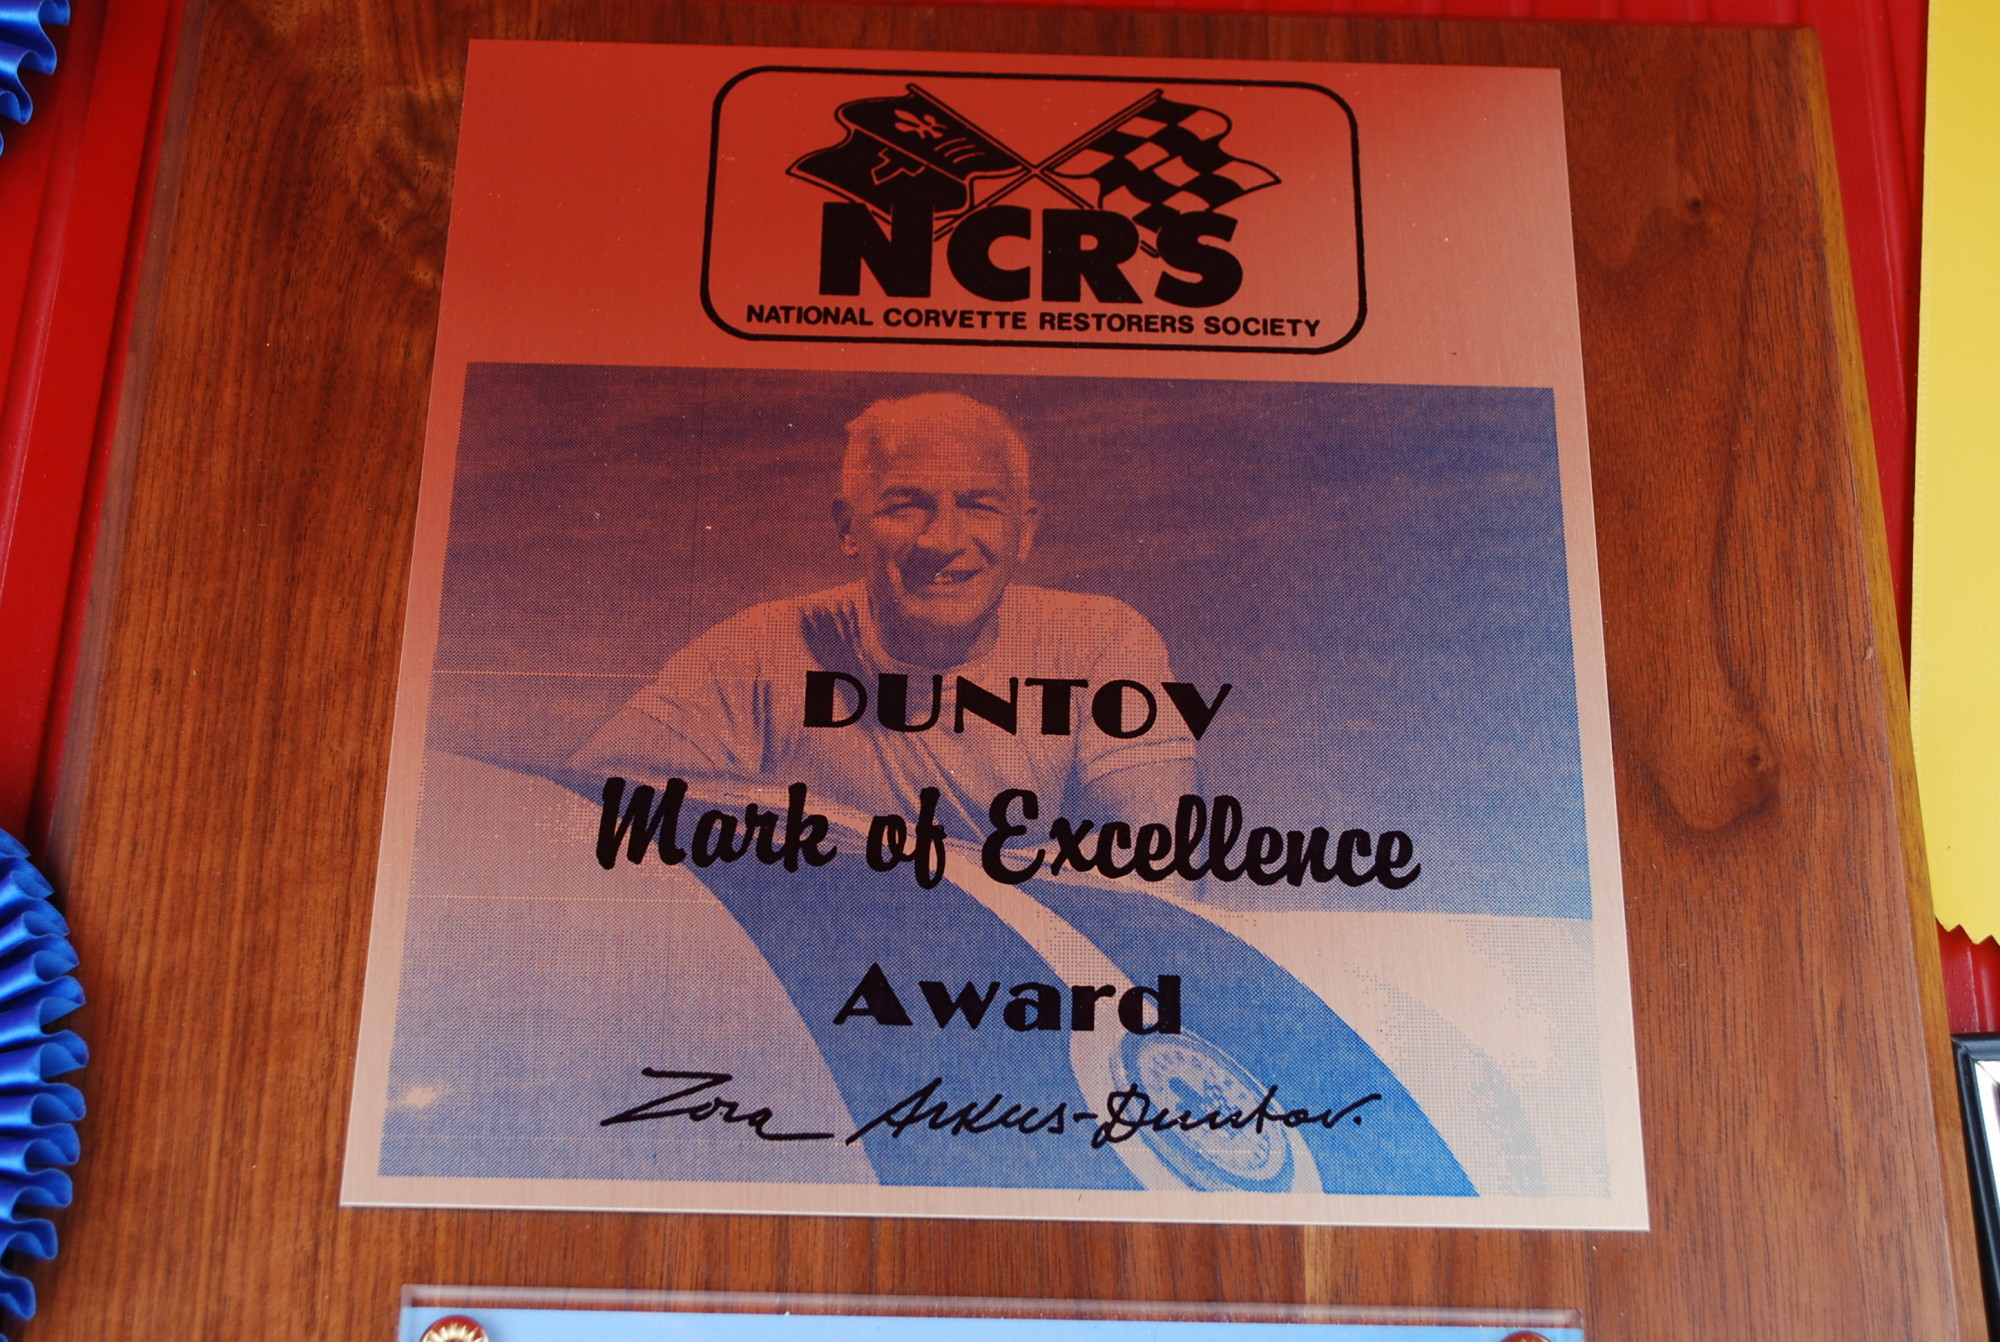 NCRS
NATIONAL CORVETTE RESTORERS SOCIETY
DUNTOV
Mark of Excellence
Award
Zora Arkus-Duntov.